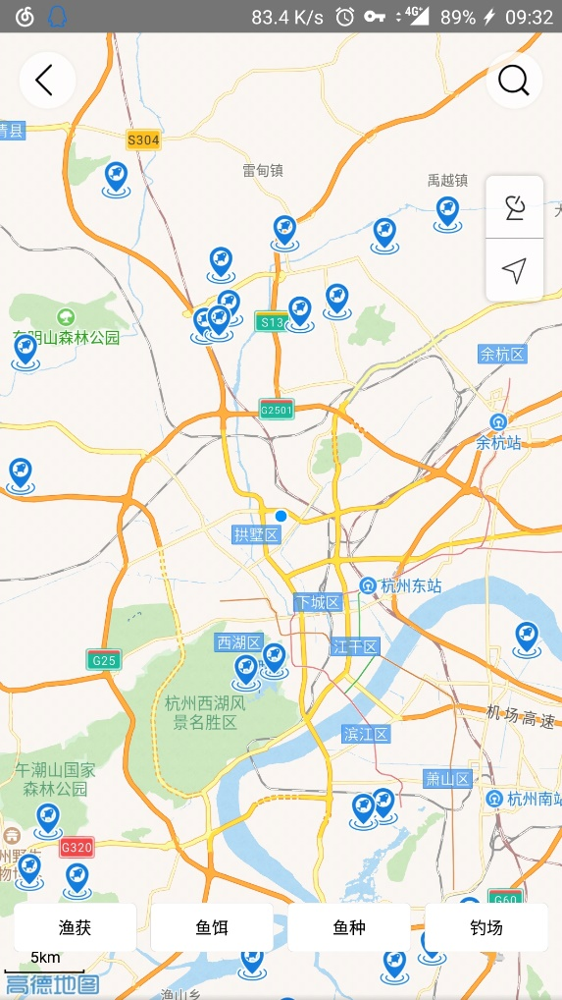 83.4 K/s 4G+ 89% 09:32
青县
S304
雷甸镇
禹越镇
S13
东明山森林公园
余杭区
G2501
余杭站
拱墅区
杭州东站
下城区
西湖区
江干区
G25
杭州西湖风
景名胜区
机场高速
滨江区
午潮山国家
森林公园
萧山区
杭州南站
G320
州野生
物世界
G60
渔获
鱼饵
鱼种
钓场
5km
高德地图
渔山乡